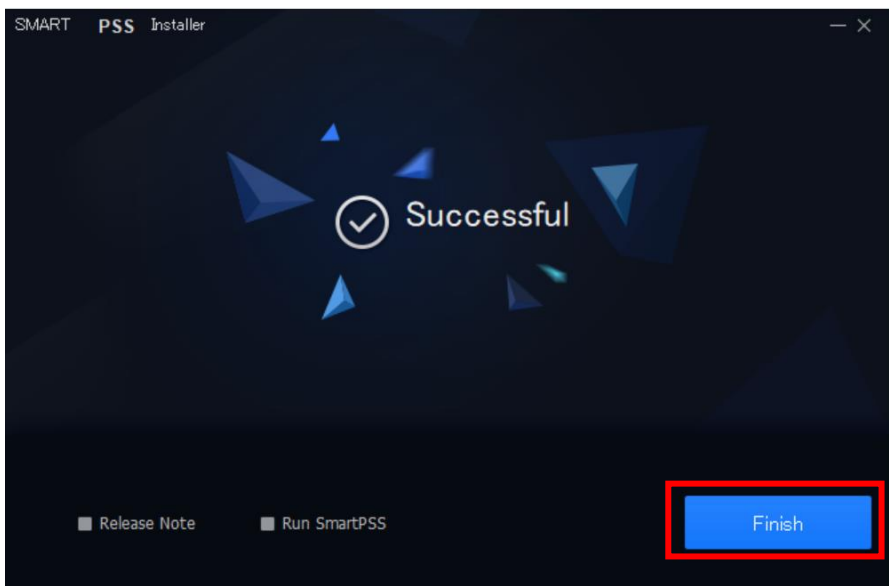 SMART PSS Installer
Successful
Release Note
Run SmartPSS
Finish